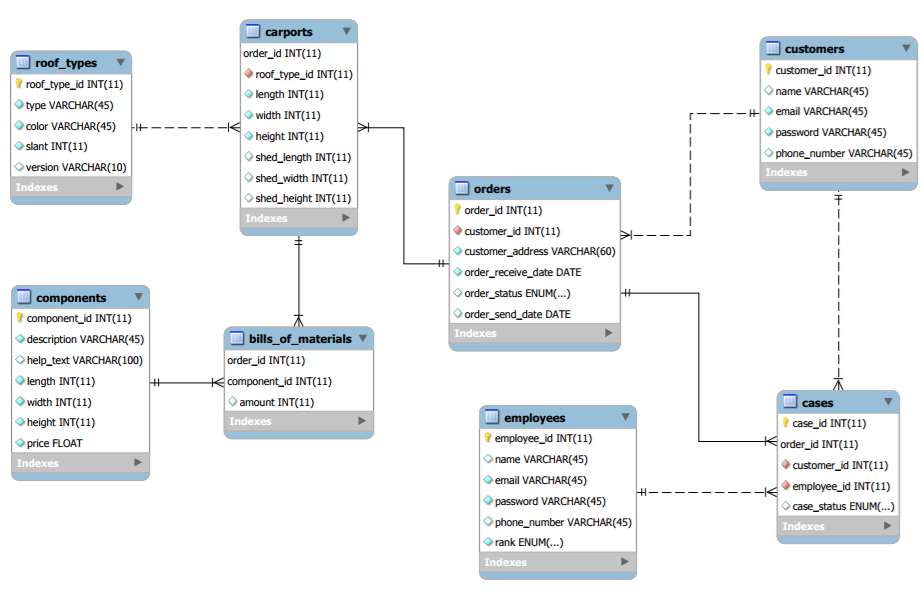 carports
order_id INT(11)
roof_type_id INT(11)
length INT(11)
width INT(11)
height INT(11)
shed_length INT(11)
shed_width INT(11)
shed_height INT(11)
Indexes
roof_types
roof_type_id INT(11)
type VARCHAR(45)
color VARCHAR(45)
slant INT(11)
version VARCHAR(10)
Indexes
customers
customer_id INT(11)
name VARCHAR(45)
email VARCHAR(45)
password VARCHAR(45)
phone_number VARCHAR(45)
Indexes
orders
order_id INT(11)
customer_id INT(11)
customer_address VARCHAR(60)
order_receive_date DATE
order_status ENUM(...)
order_send_date DATE
Indexes
components
component_id INT(11)
description VARCHAR(45)
help_text VARCHAR(100)
length INT(11)
width INT(11)
height INT(11)
price FLOAT
Indexes
bills_of_materials
order_id INT(11)
component_id INT(11)
amount INT(11)
Indexes
employees
employee_id INT(11)
name VARCHAR(45)
email VARCHAR(45)
password VARCHAR(45)
phone_number VARCHAR(45)
rank ENUM(...)
Indexes
cases
case_id INT(11)
order_id INT(11)
customer_id INT(11)
employee_id INT(11)
case_status ENUM(...)
Indexes